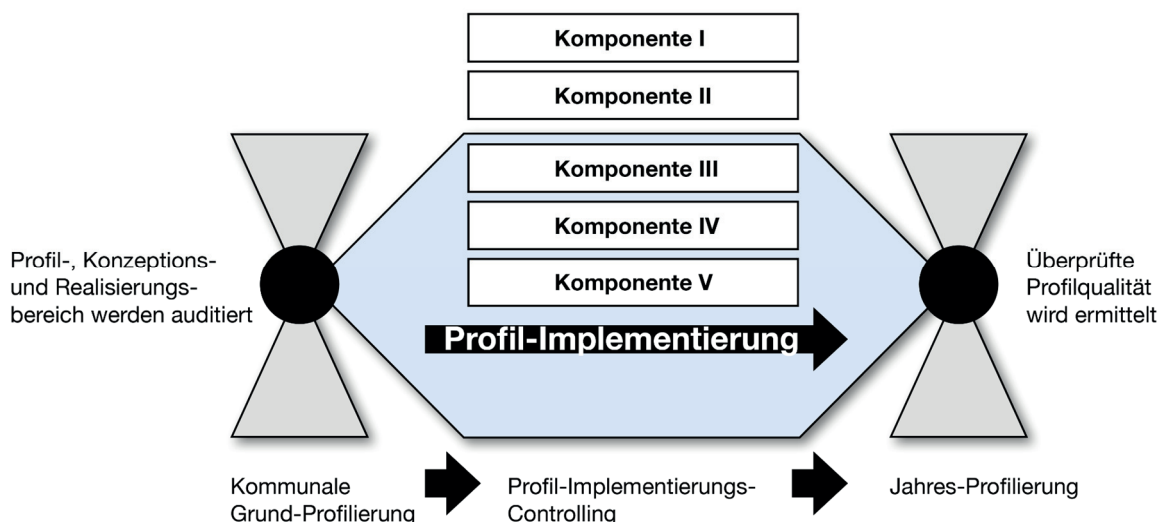 Komponente I
Komponente II
Komponente III
Komponente IV
Komponente V
Profil-, Konzeptions-
und Realisierungs-
bereich werden auditiert
Profil-Implementierung
Überprüfte
Profilqualität
wird ermittelt
Kommunale
Grund-Profilierung
Profil-Implementierungs-
Controlling
Jahres-Profilierung